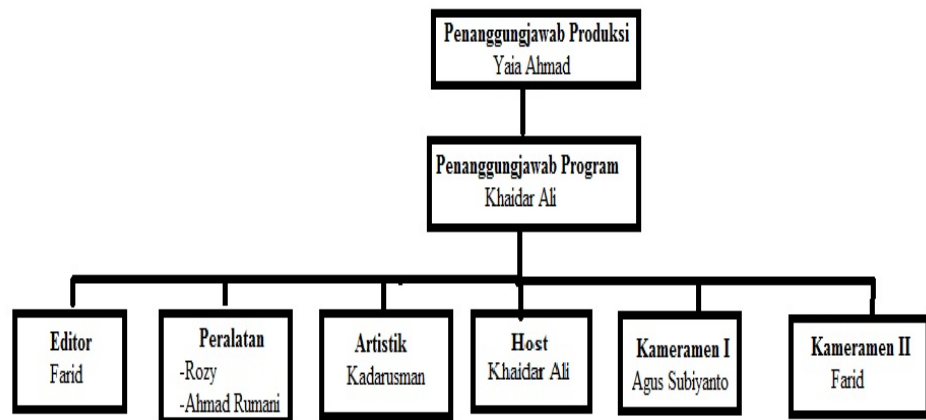 Penanggungjawab Produksi
Yaia Ahmad
Penanggungjawab Program
Khaidar Ali
Editor
Farid
Peralatan
-Rozy
-Ahmad Rumani
Artistik
Kadarusman
Host
Khaidar Ali
Kameramen I
Agus Subiyanto
Kameramen II
Farid